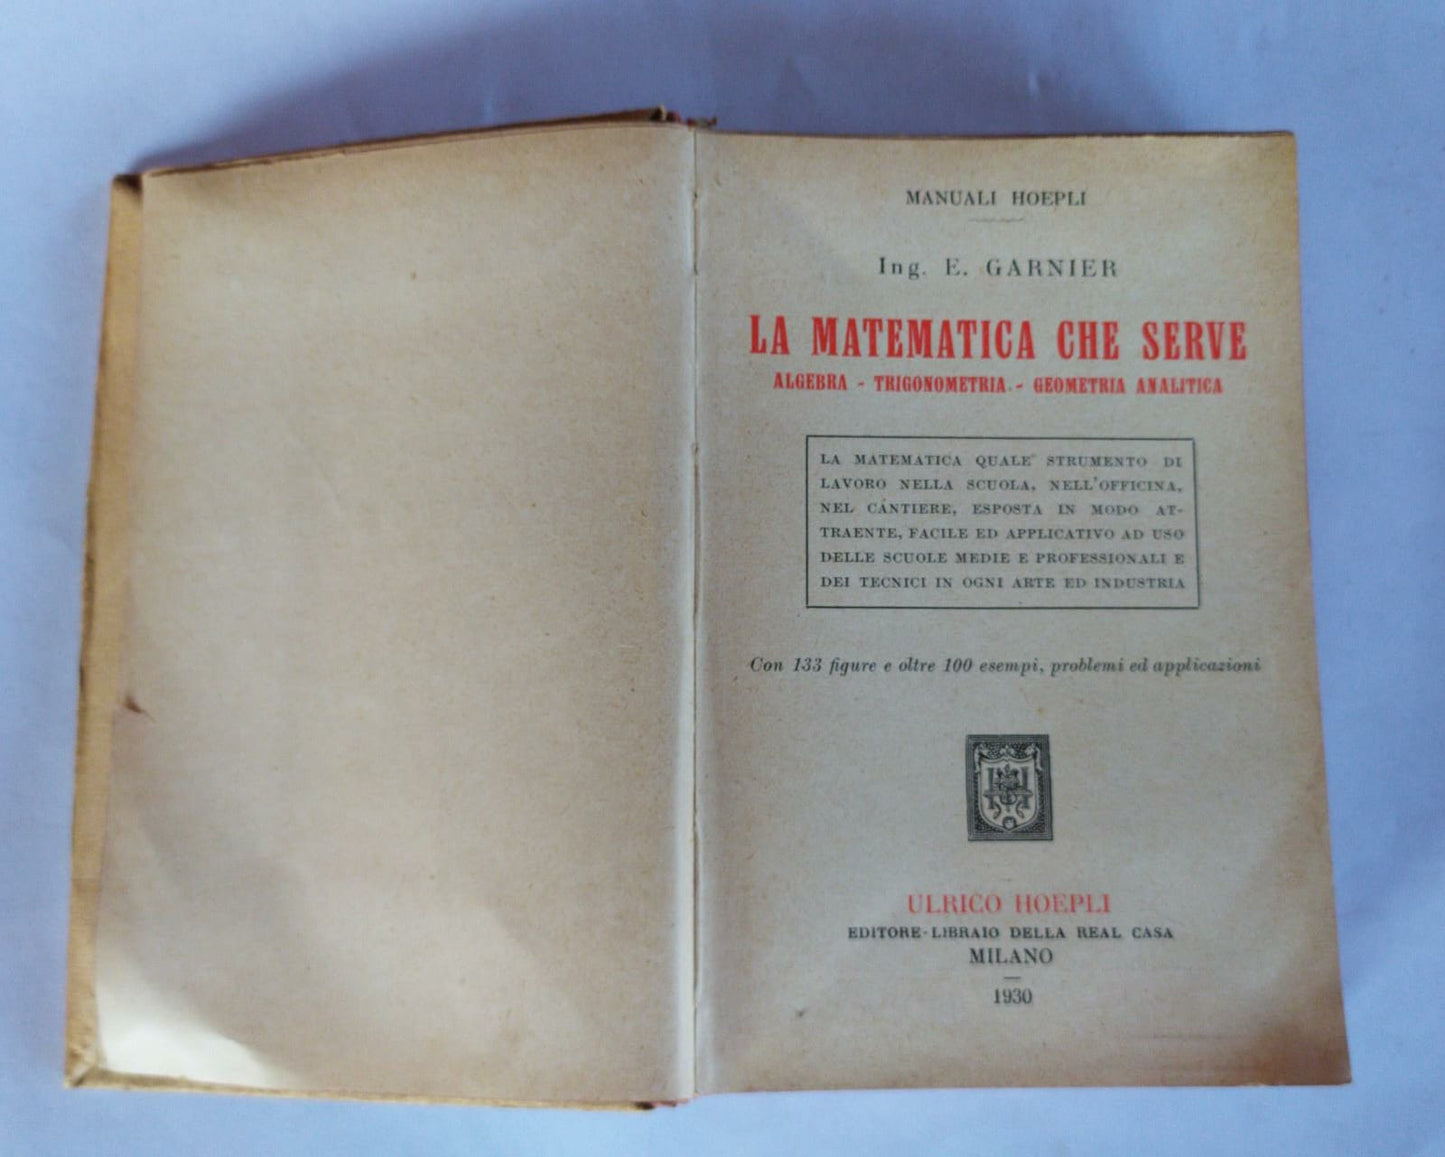 MANUALI HOEPLI
Ing. E. GARNIER
LA MATEMATICA CHE SERVE
ALGEBRA - TRIGONOMETRIA - GEOMETRIA ANALITICA
LA MATEMATICA QUALE STRUMENTO DI
LAVORO NELLA SCUOLA, NELL'OFFICINA,
NEL CANTIERE, ESPOSTA IN MODO AT-
TRAENTE, FACILE ED APPLICATIVO AD USO
DELLE SCUOLE MEDIE E PROFESSIONALI E
DEI TECNICI IN OGNI ARTE ED INDUSTRIA
Con 133 figure e oltre 100 esempi, problemi ed applicazioni
ULRICO HOEPLI
EDITORE-LIBRAIO DELLA REAL CASA
MILANO
1930